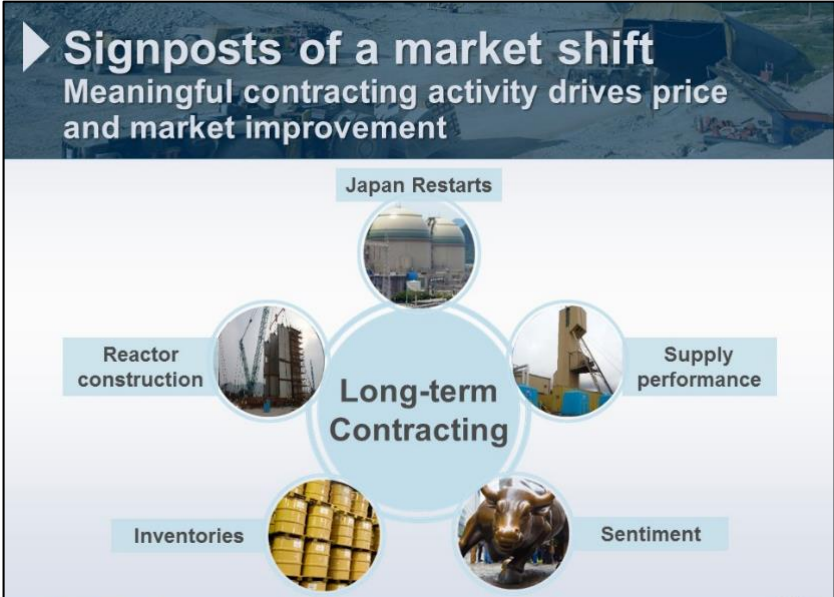 Signposts of a market shift
Meaningful contracting activity drives price
and market improvement
Japan Restarts
Reactor
construction
Long-term
Contracting
Supply
performance
Inventories
Sentiment